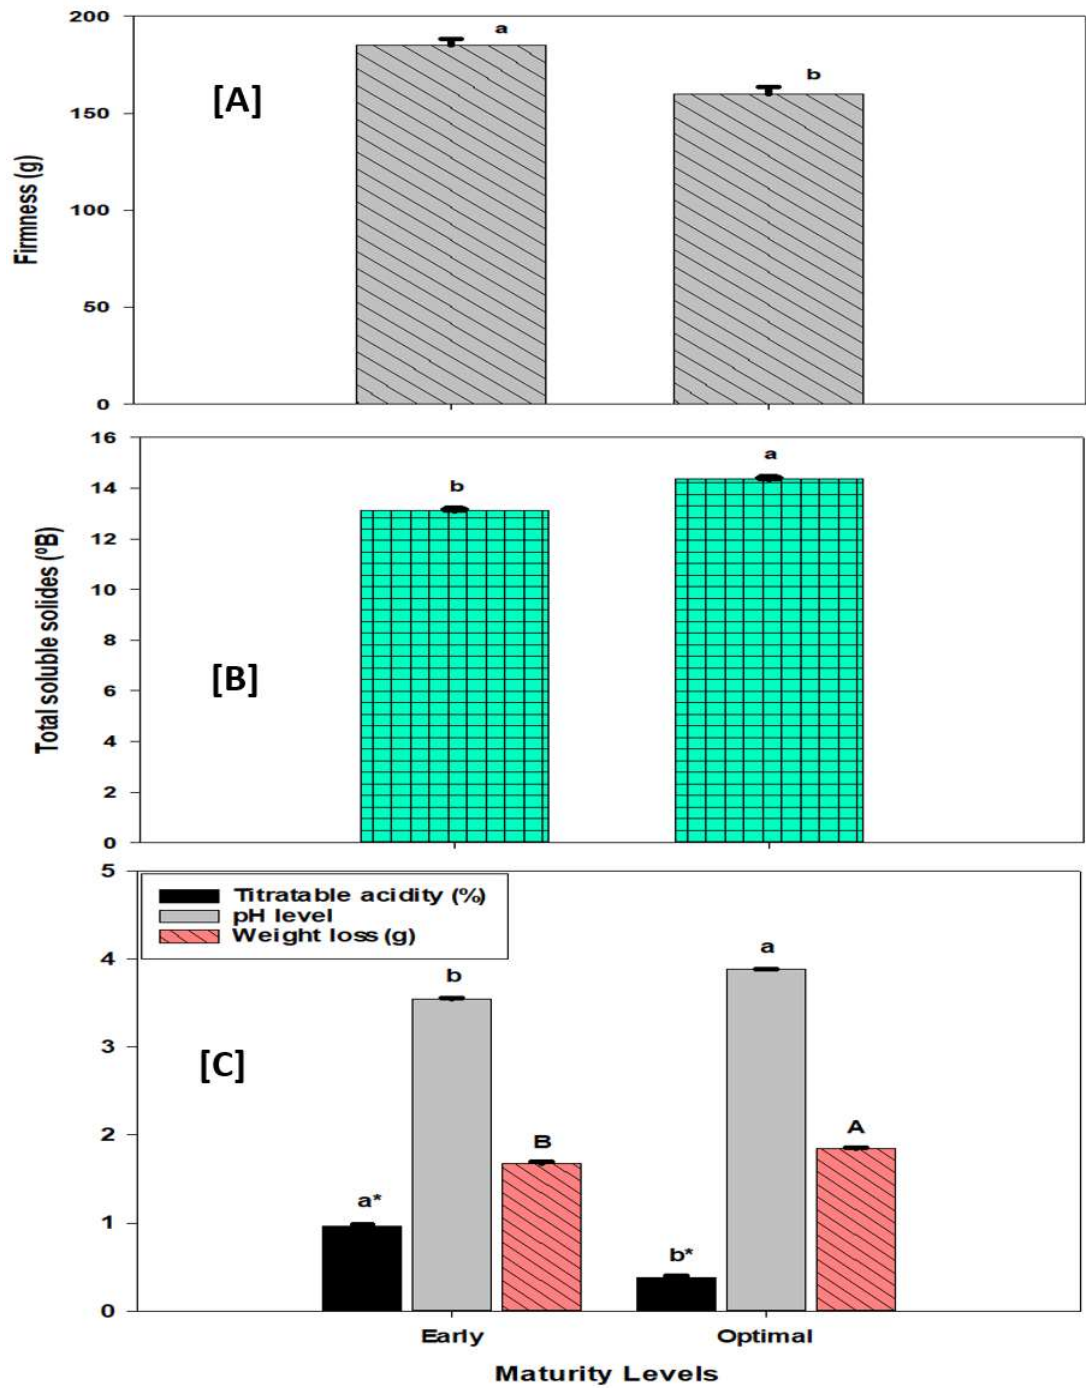 200
a
b
[A]
150
100
50
0
Firmness (g)
16
a
b
14
12
10
8
[B]
6
4
2
0
Total soluble solides (ºB)
5
Titratable acidity (%)
pH level
Weight loss (g)
a
4
b
3
[C]
2
B
A
a*
1
b*
0
Early Optimal
Maturity Levels